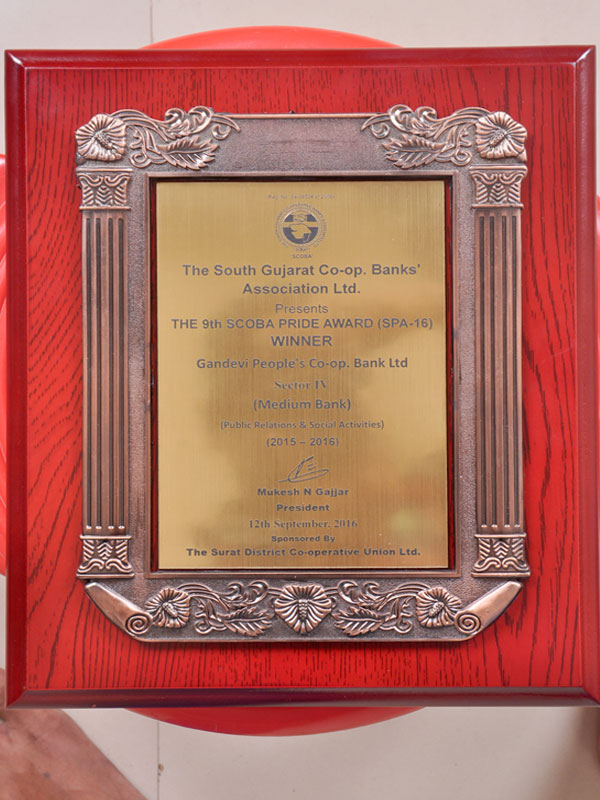 SCOBA
The South Gujarat Co-op. Banks'
Association Ltd.
Presents
THE 9th SCOBA PRIDE AWARD (SPA-16)
WINNER
Gandevi People's Co-op. Bank Ltd
Sector IV
(Medium Bank)
(Public Relations & Social Activities)
(2015 – 2016)
Mukesh N Gajjar
President
12th September, 2016
Sponsored By
The Surat District Co-operative Union Ltd.